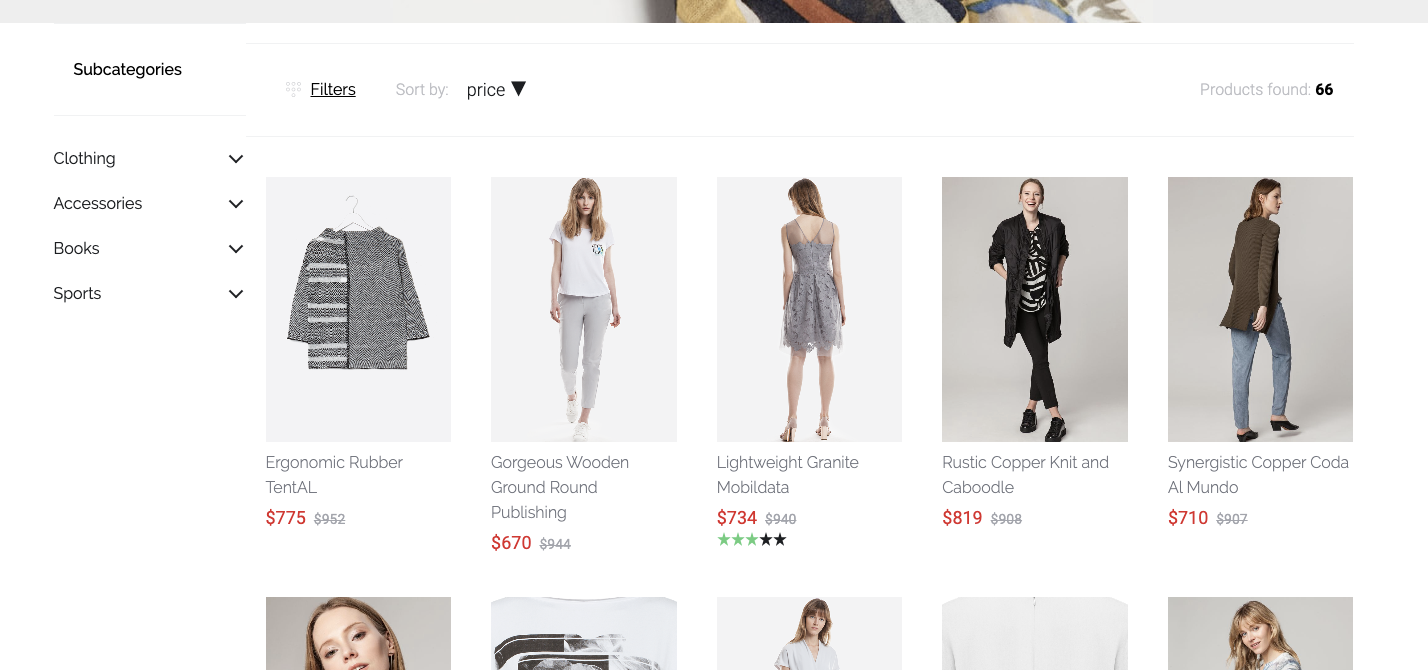 Subcategories
Filters
Sort by: price ▼
Products found: 66
Clothing
Accessories
Books
Sports
Ergonomic Rubber
TentAL
$775 $952
Gorgeous Wooden
Ground Round
Publishing
$670 $944
Lightweight Granite
Mobildata
$734 $940
★★★★★
Rustic Copper Knit and
Caboodle
$819 $908
Synergistic Copper Coda
Al Mundo
$710 $907